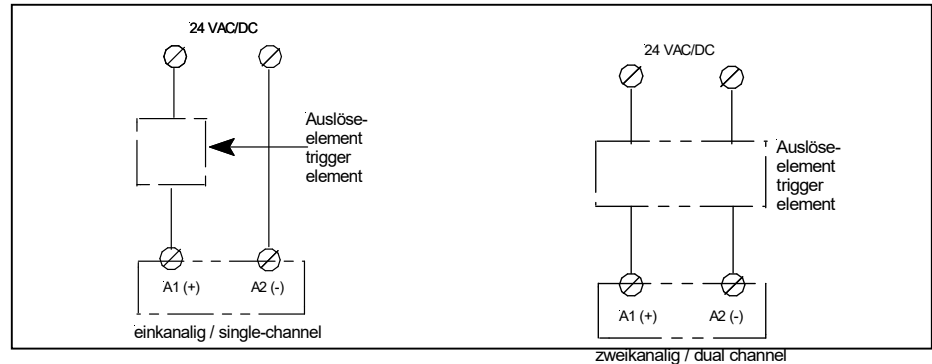 24 VAC/DC
Auslöse-
element
trigger
element
A1 (+)
A2 (-)
einkanalig / single-channel
24 VAC/DC
Auslöse-
element
trigger
element
A1 (+)
A2 (-)
zweikanalig / dual channel